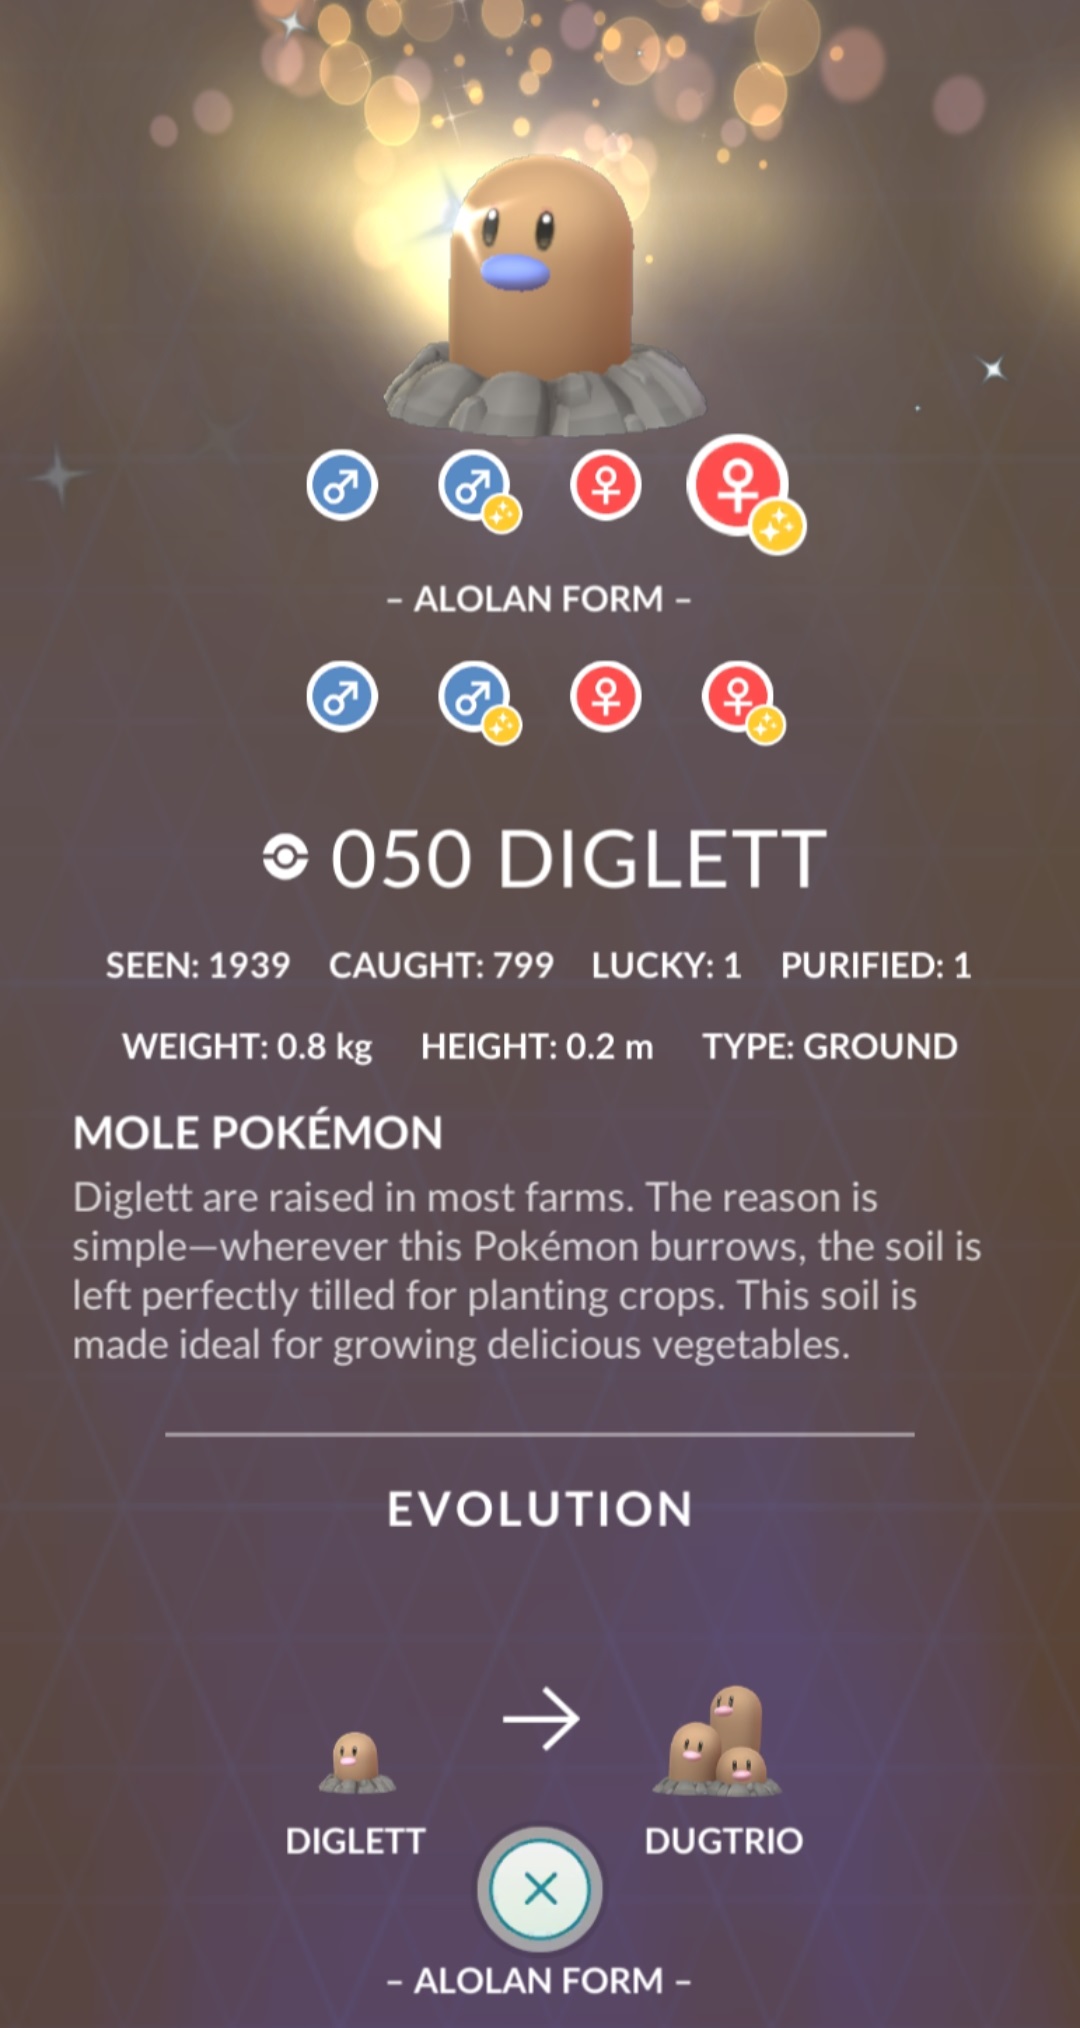 – ALOLAN FORM –
050 DIGLETT
SEEN: 1939 CAUGHT: 799 LUCKY: 1 PURIFIED: 1
WEIGHT: 0.8 kg HEIGHT: 0.2 m TYPE: GROUND
MOLE POKÉMON
Diglett are raised in most farms. The reason is
simple—wherever this Pokémon burrows, the soil is
left perfectly tilled for planting crops. This soil is
made ideal for growing delicious vegetables.
EVOLUTION
DIGLETT DUGTRIO
– ALOLAN FORM –